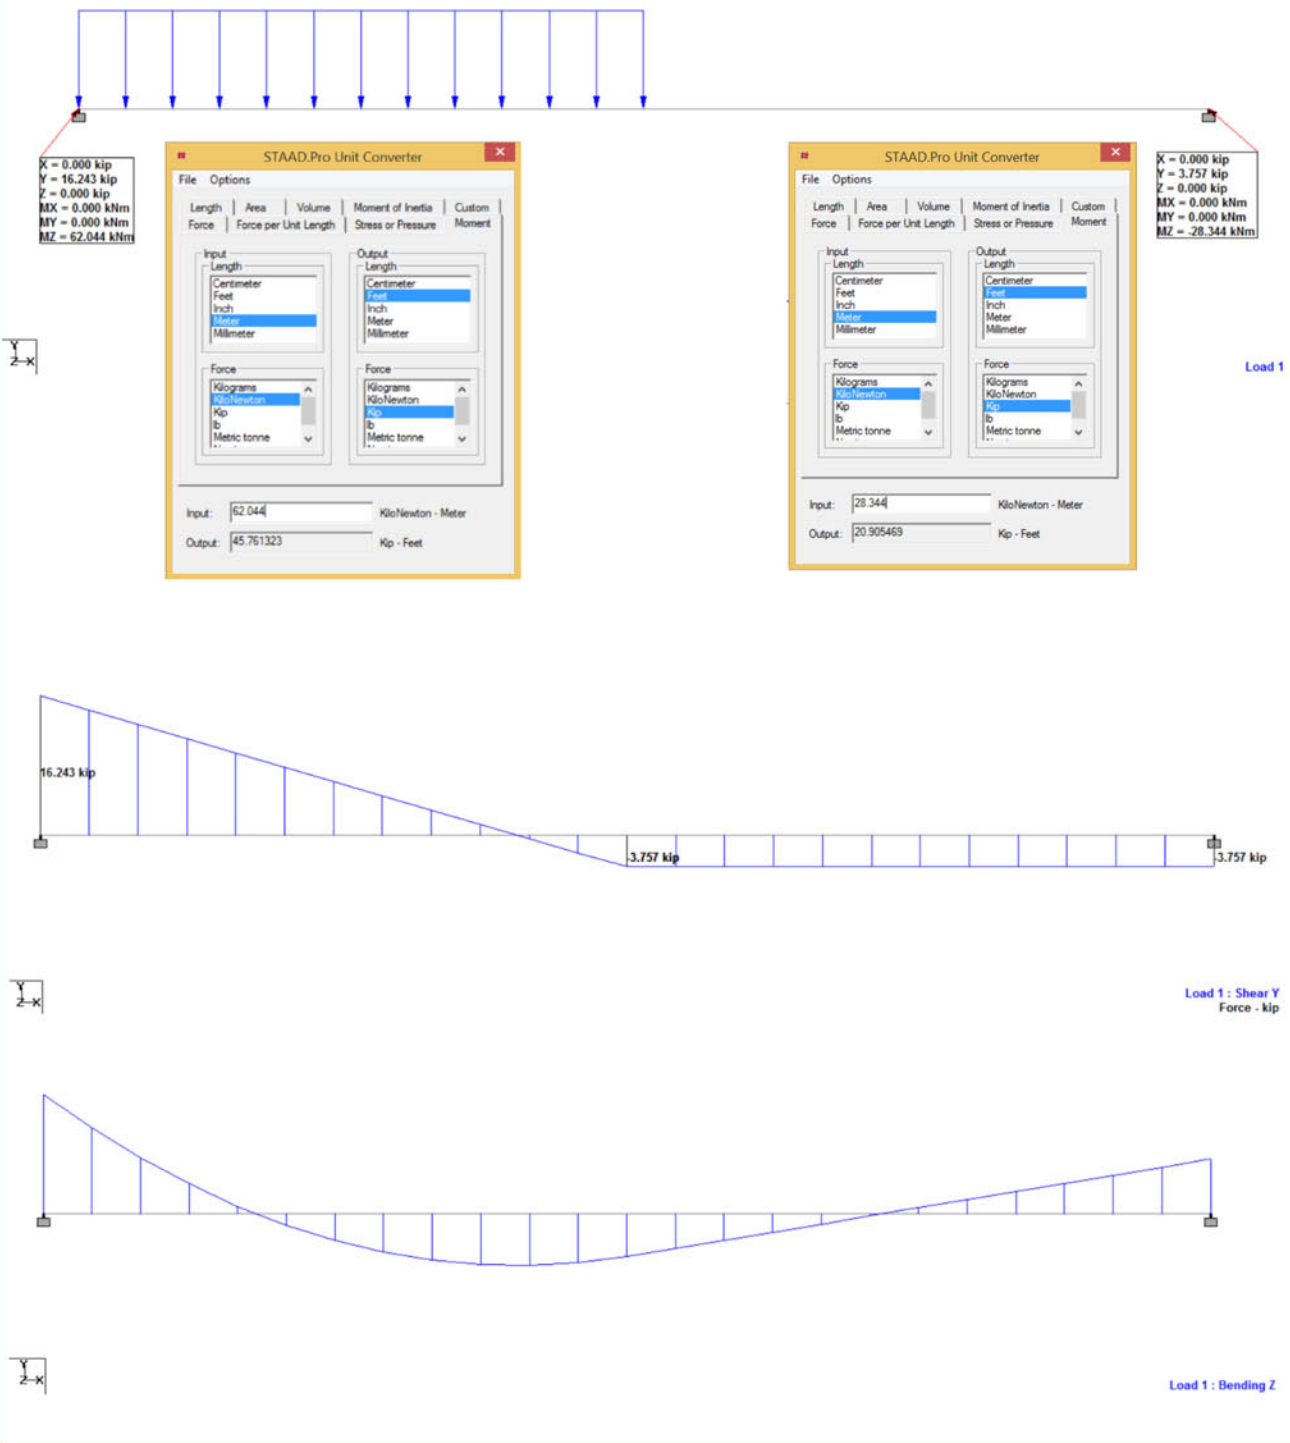 X = 0.000 kip
Y = 16.243 kip
Z = 0.000 kip
MX = 0.000 kNm
MY = 0.000 kNm
MZ = 62.044 kNm
STAAD.Pro Unit Converter
File Options
Length Area Volume Moment of Inertia Custom
Force Force per Unit Length Stress or Pressure Moment
Input Output
Length Length
Centimeter Centimeter
Feet Feet
Inch Inch
Meter Meter
Millimeter Millimeter
Force Force
Kilograms Kilograms
KiloNewton KiloNewton
Kip Kip
lb lb
Metric tonne Metric tonne
Input: 62.044 KiloNewton - Meter
Output: 45.761323 Kip - Feet
STAAD.Pro Unit Converter
File Options
Length Area Volume Moment of Inertia Custom
Force Force per Unit Length Stress or Pressure Moment
Input Output
Length Length
Centimeter Centimeter
Feet Feet
Inch Inch
Meter Meter
Millimeter Millimeter
Force Force
Kilograms Kilograms
KiloNewton KiloNewton
Kip Kip
lb lb
Metric tonne Metric tonne
Input: 28.344 KiloNewton - Meter
Output: 20.905469 Kip - Feet
X = 0.000 kip
Y = 3.757 kip
Z = 0.000 kip
MX = 0.000 kNm
MY = 0.000 kNm
MZ = -28.344 kNm
Y
Z X
Load 1
16.243 kip
-3.757 kip
-3.757 kip
Y
Z X
Load 1 : Shear Y
Force - kip
Y
Z X
Load 1 : Bending Z